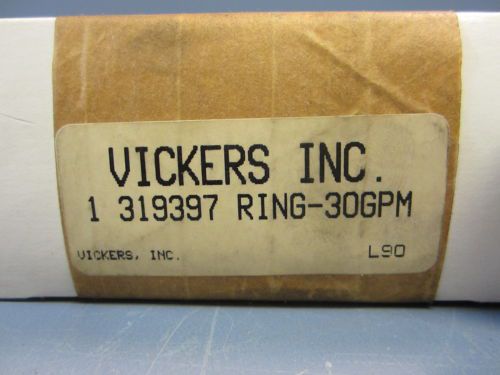 VICKERS INC.
1 319397 RING-30GPM
VICKERS, INC. L90